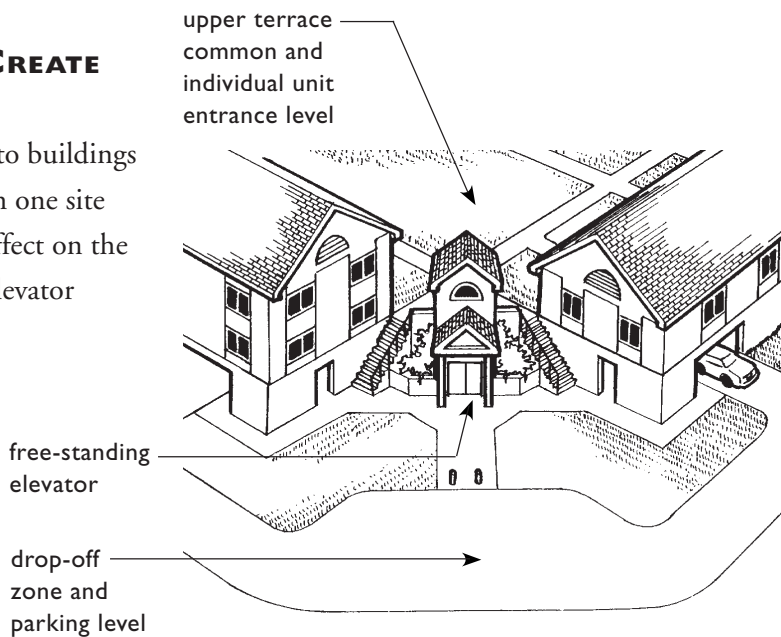 upper terrace
common and
individual unit
entrance level
CREATE
to buildings
n one site
ffect on the
levator
free-standing
elevator
drop-off
zone and
parking level